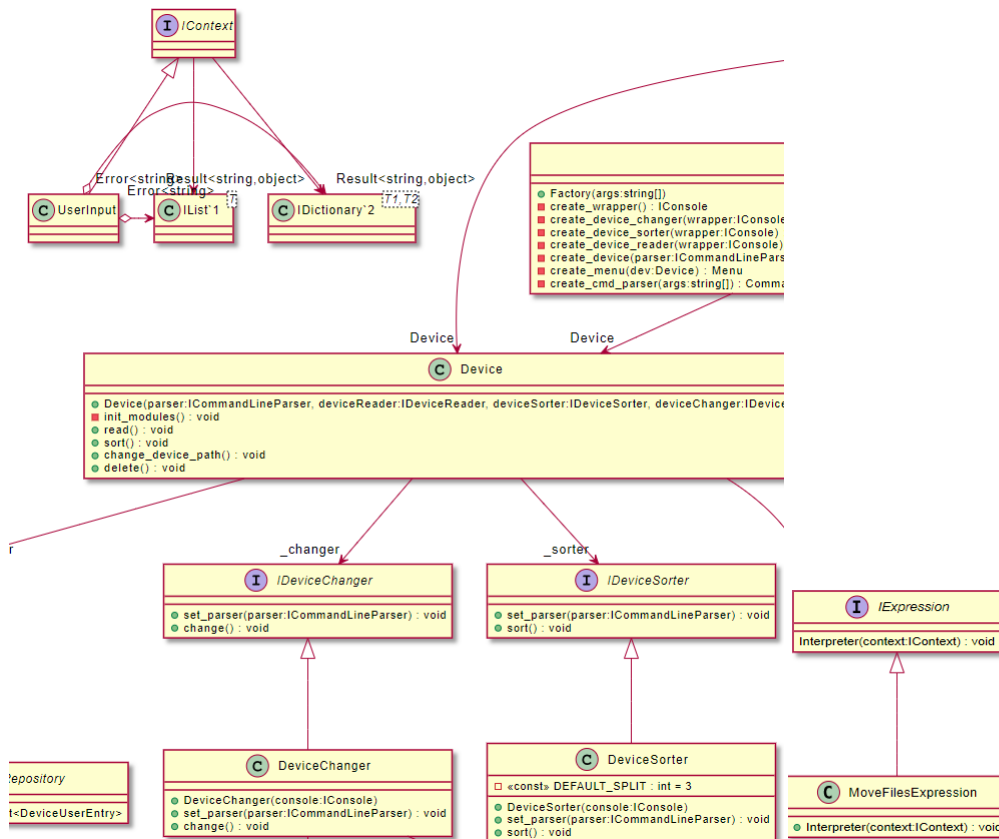 I IContext
Error<string>
Result<string,object>
Result<string,object>
Error<string>
C UserInput
C IList`1
T
C IDictionary`2
T1,T2
Factory(args:string[])
create_wrapper() : IConsole
create_device_changer(wrapper:IConsole
create_device_sorter(wrapper:IConsole)
create_device_reader(wrapper:IConsole)
create_device(parser:ICommandLinePars
create_menu(dev:Device) : Menu
create_cmd_parser(args:string[]) : Comma
Device
Device
C Device
Device(parser:ICommandLineParser, deviceReader:IDeviceReader, deviceSorter:IDeviceSorter, deviceChanger:IDevice
init_modules() : void
read() : void
sort() : void
change_device_path() : void
delete() : void
r
_changer
_sorter
I IDeviceChanger
set_parser(parser:ICommandLineParser) : void
change() : void
I IDeviceSorter
set_parser(parser:ICommandLineParser) : void
sort() : void
I IExpression
Interpreter(context:IContext) : void
epository
t<DeviceUserEntry>
C DeviceChanger
DeviceChanger(console:IConsole)
set_parser(parser:ICommandLineParser) : void
change() : void
C DeviceSorter
«const» DEFAULT_SPLIT : int = 3
DeviceSorter(console:IConsole)
set_parser(parser:ICommandLineParser) : void
sort() : void
C MoveFilesExpression
Interpreter(context:IContext) : void